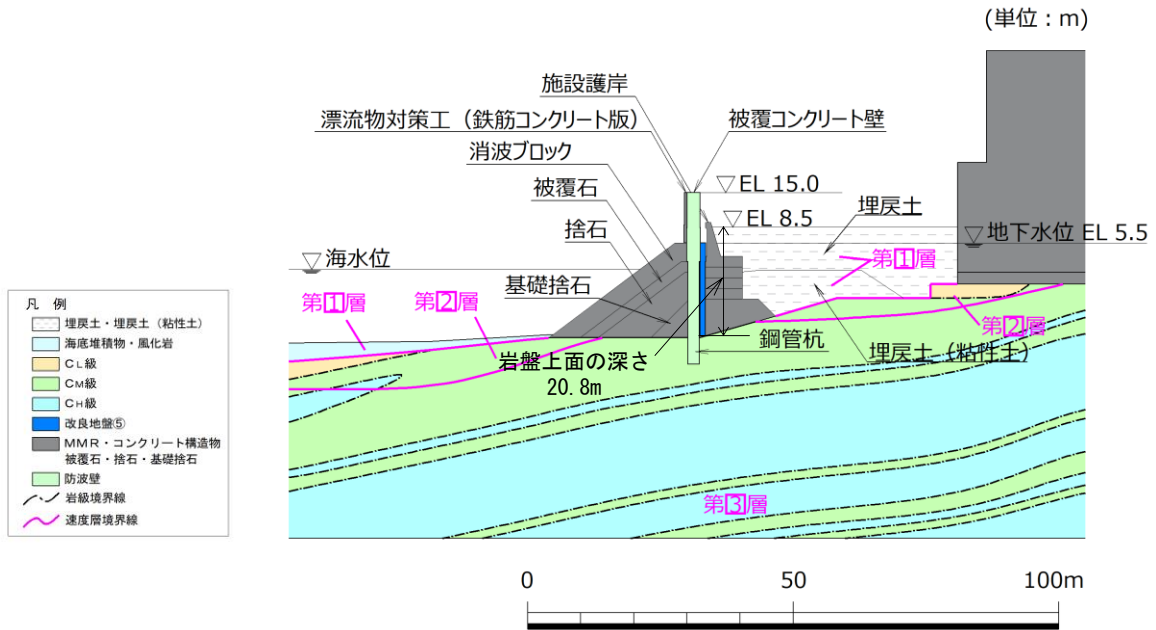 (単位：m)
施設護岸
漂流物対策工（鉄筋コンクリート版）
被覆コンクリート壁
消波ブロック
被覆石
捨石
基礎捨石
▽EL 15.0
▽EL 8.5
埋戻土
地下水位 EL 5.5
海水位
第1層
第1層
第2層
第2層
鋼管杭
埋戻土（粘性土）
岩盤上面の深さ
20.8m
第3層
凡 例
埋戻土・埋戻土（粘性土）
海底堆積物・風化岩
CL級
CM級
CH級
改良地盤⑤
MMR・コンクリート構造物
被覆石・捨石・基礎捨石
防波壁
岩級境界線
速度層境界線
0 50 100m